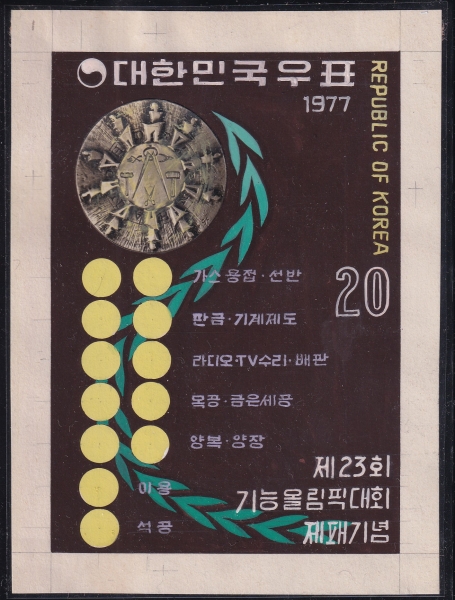 대한민국우표
1977
REPUBLIC OF KOREA
20
가스용접·선반
판금·기계제도
라디오·TV수리·배판
목공·금은세공
양복·양장
이용
석공
제23회
기능올림픽대회
제패기념